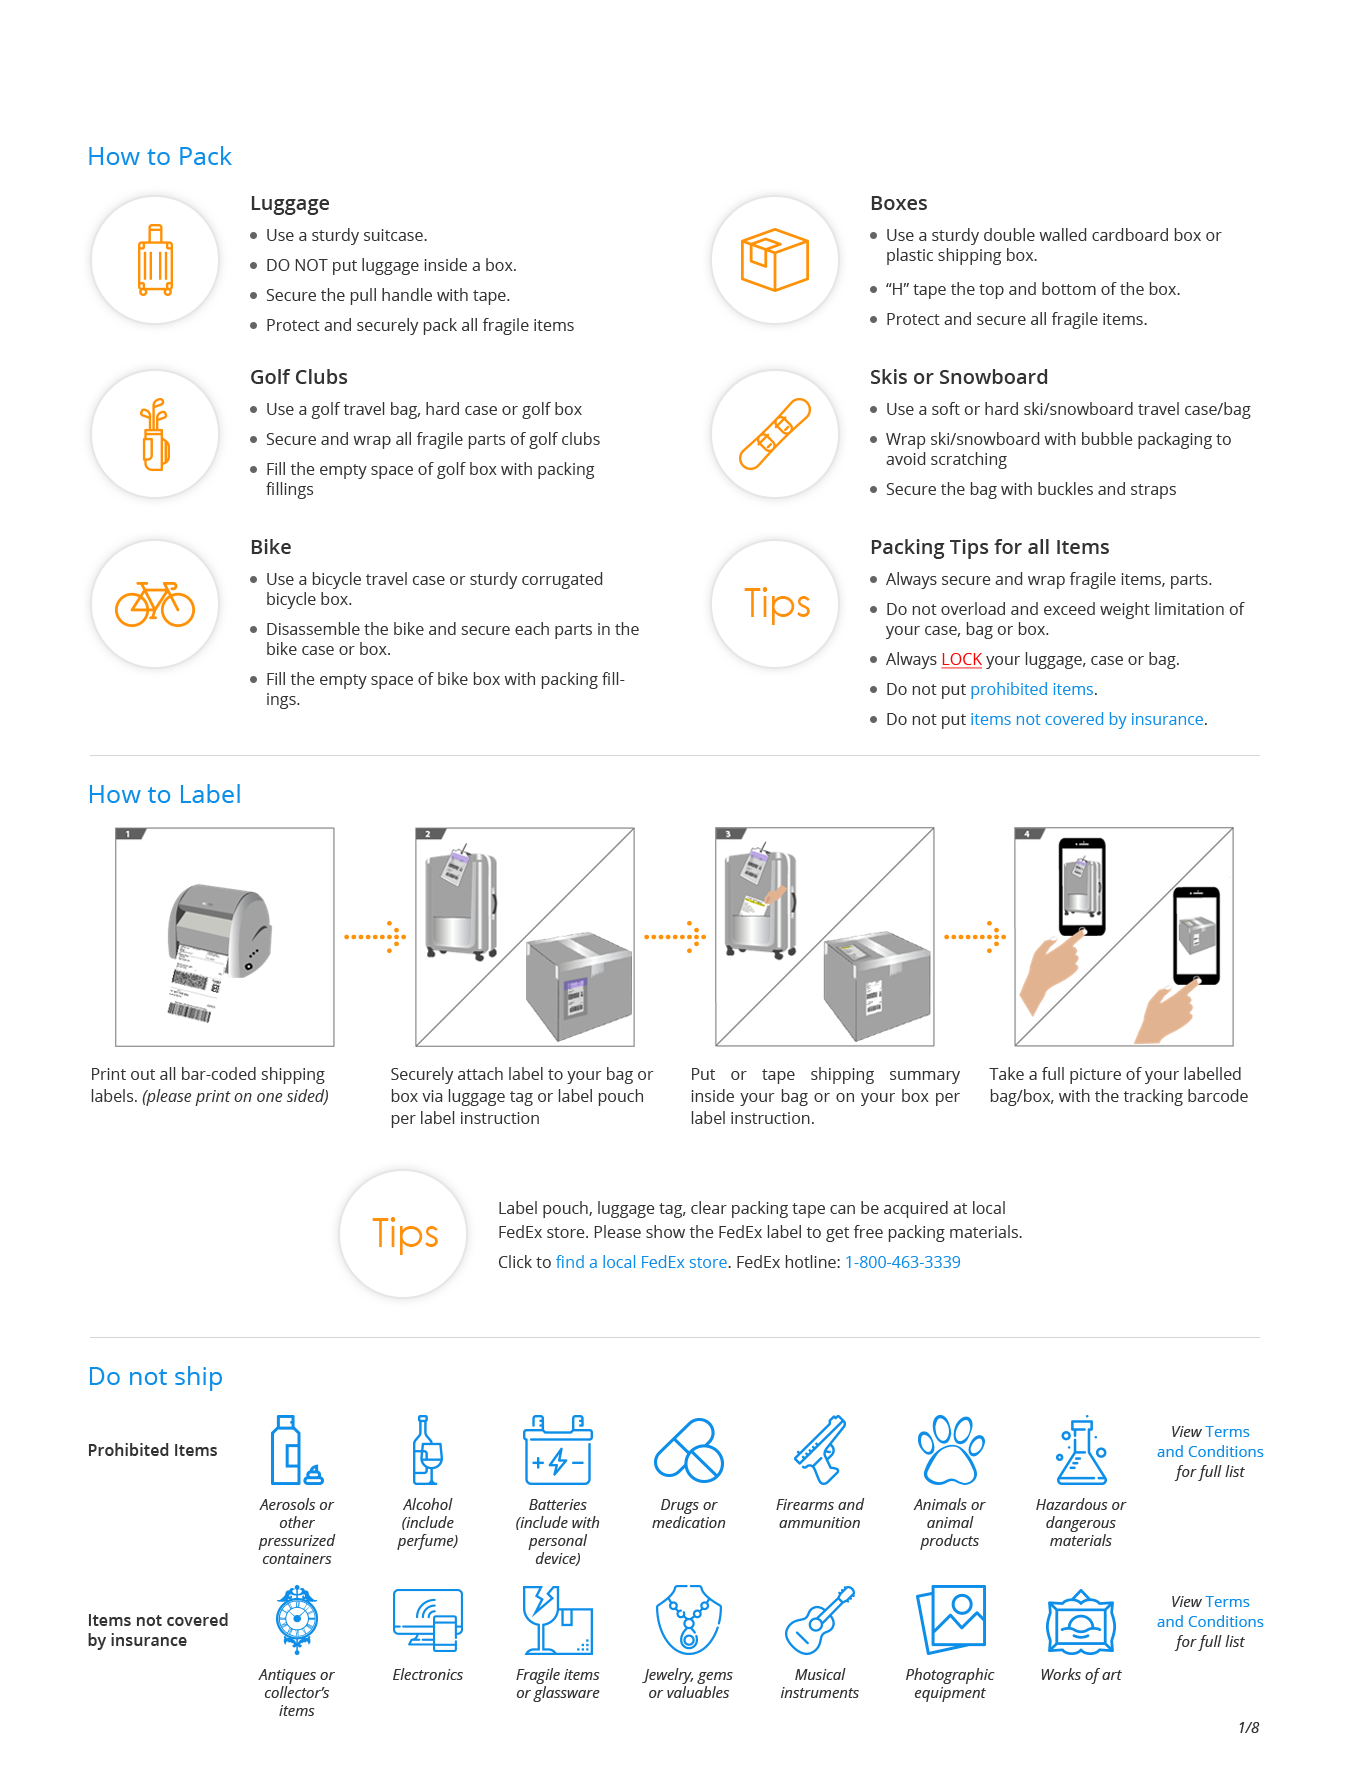 How to Pack
Luggage
Use a sturdy suitcase.
DO NOT put luggage inside a box.
Secure the pull handle with tape.
Protect and securely pack all fragile items
Boxes
Use a sturdy double walled cardboard box or
plastic shipping box.
“H” tape the top and bottom of the box.
Protect and secure all fragile items.
Golf Clubs
Use a golf travel bag, hard case or golf box
Secure and wrap all fragile parts of golf clubs
Fill the empty space of golf box with packing
fillings
Skis or Snowboard
Use a soft or hard ski/snowboard travel case/bag
Wrap ski/snowboard with bubble packaging to
avoid scratching
Secure the bag with buckles and straps
Bike
Use a bicycle travel case or sturdy corrugated
bicycle box.
Disassemble the bike and secure each parts in the
bike case or box.
Fill the empty space of bike box with packing fill-
ings.
Tips
Packing Tips for all Items
Always secure and wrap fragile items, parts.
Do not overload and exceed weight limitation of
your case, bag or box.
Always LOCK your luggage, case or bag.
Do not put prohibited items.
Do not put items not covered by insurance.
How to Label
1
2
3
4
Print out all bar-coded shipping
labels. (please print on one sided)
Securely attach label to your bag or
box via luggage tag or label pouch
per label instruction
Put or tape shipping summary
inside your bag or on your box per
label instruction.
Take a full picture of your labelled
bag/box, with the tracking barcode
Tips
Label pouch, luggage tag, clear packing tape can be acquired at local
FedEx store. Please show the FedEx label to get free packing materials.
Click to find a local FedEx store. FedEx hotline: 1-800-463-3339
Do not ship
Prohibited Items
Aerosols or
other
pressurized
containers
Alcohol
(include
perfume)
Batteries
(include with
personal
device)
Drugs or
medication
Firearms and
ammunition
Animals or
animal
products
Hazardous or
dangerous
materials
View Terms
and Conditions
for full list
Items not covered
by insurance
Antiques or
collector’s
items
Electronics
Fragile items
or glassware
Jewelry, gems
or valuables
Musical
instruments
Photographic
equipment
Works of art
View Terms
and Conditions
for full list
1/8